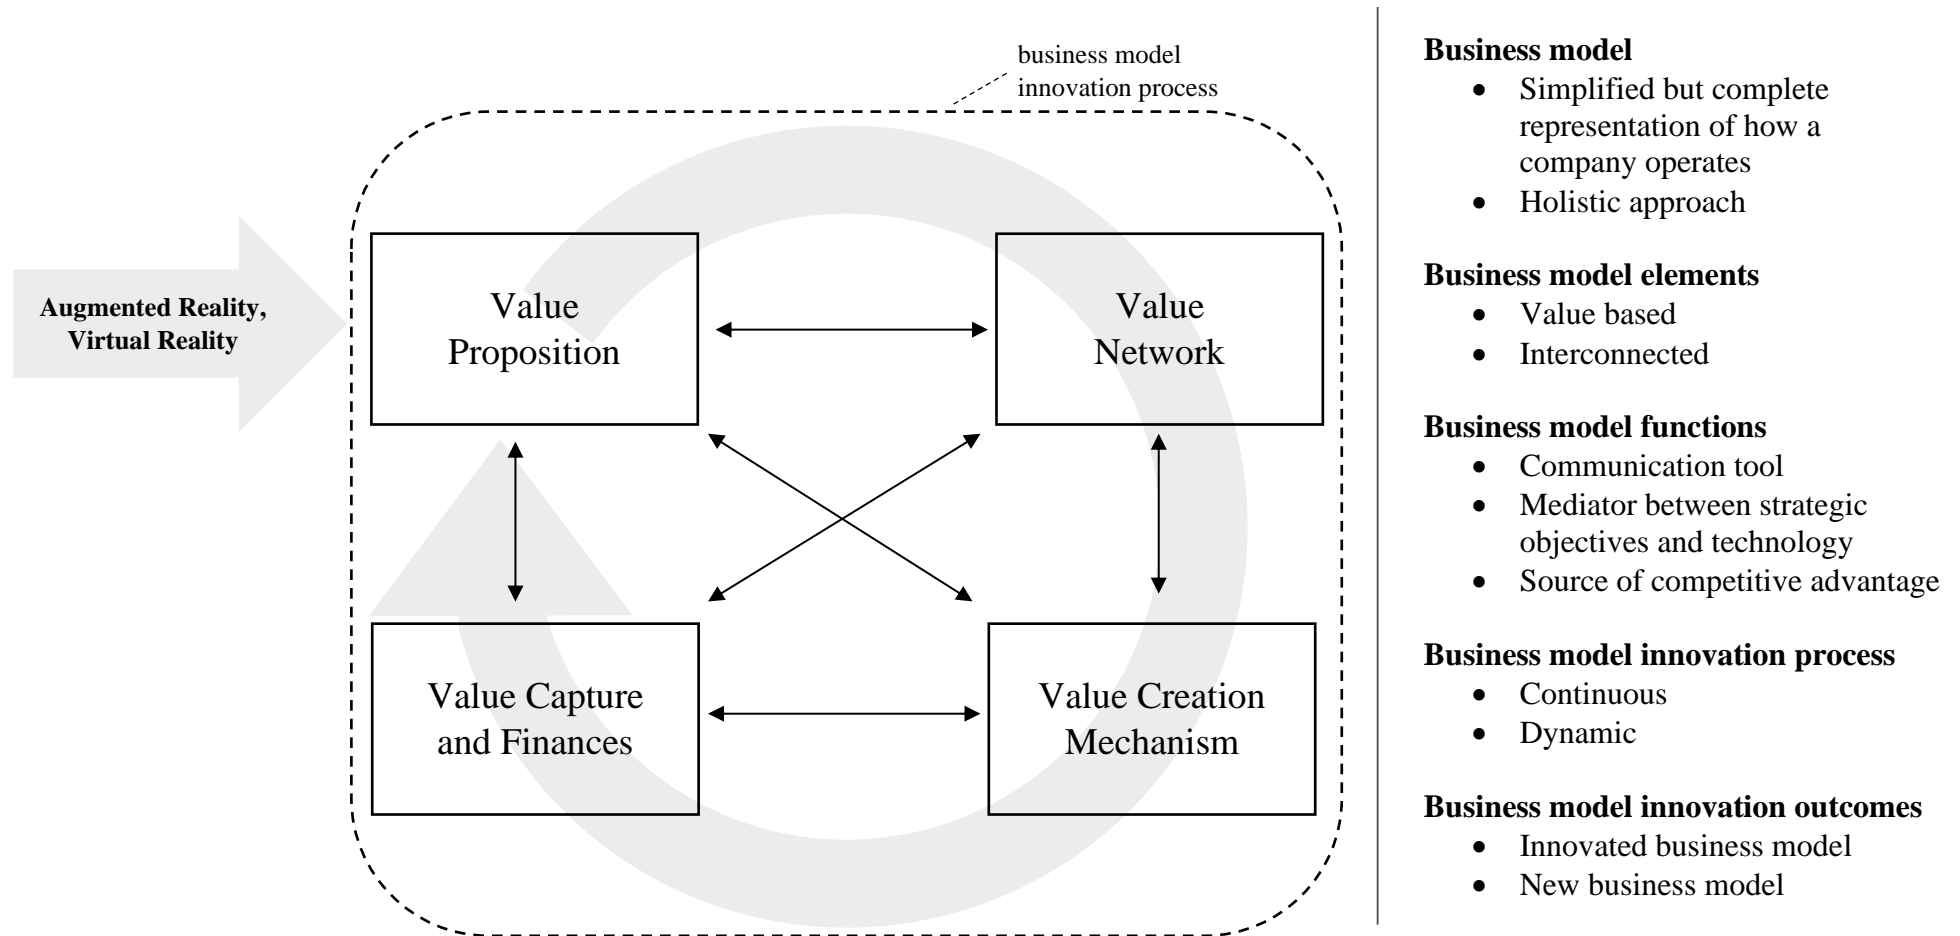 business model
innovation process
Augmented Reality,
Virtual Reality
Value
Proposition
Value
Network
Value Capture
and Finances
Value Creation
Mechanism
Business model
• Simplified but complete
representation of how a
company operates
• Holistic approach
Business model elements
• Value based
• Interconnected
Business model functions
• Communication tool
• Mediator between strategic
objectives and technology
• Source of competitive advantage
Business model innovation process
• Continuous
• Dynamic
Business model innovation outcomes
• Innovated business model
• New business model